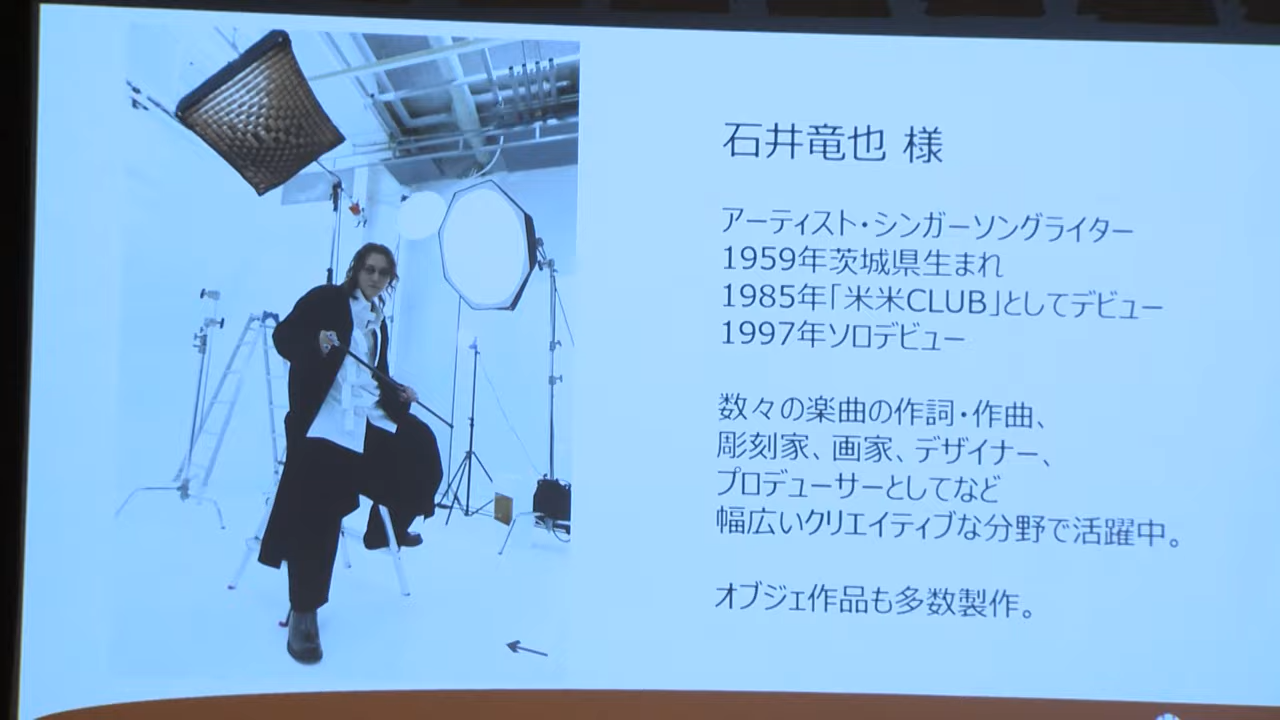 石井竜也 様
アーティスト・シンガーソングライター
1959年茨城県生まれ
1985年「米米CLUB」としてデビュー
1997年ソロデビュー
数々の楽曲の作詞・作曲、
彫刻家、画家、デザイナー、
プロデューサーとしてなど
幅広いクリエイティブな分野で活躍中。
オブジェ作品も多数製作。